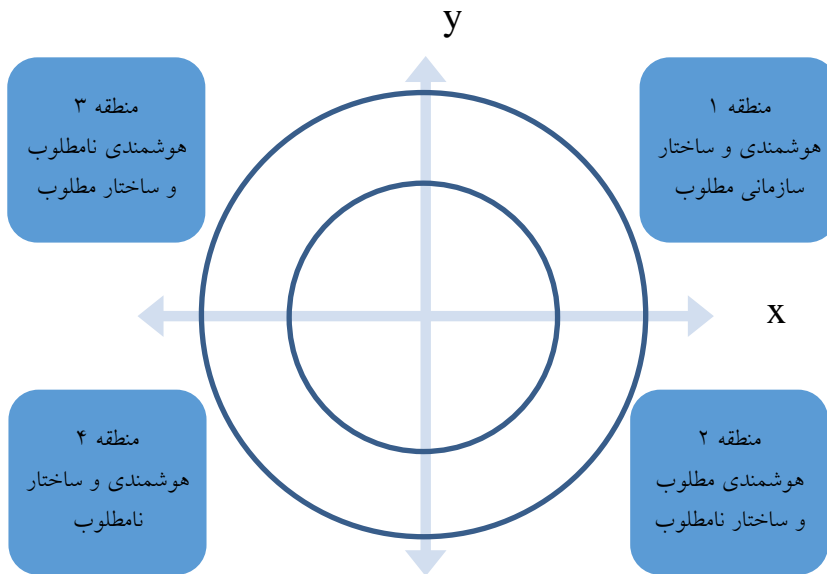 y
منطقه ۱
هوشمندی و ساختار
سازمانی مطلوب
منطقه ۳
هوشمندی نامطلوب
و ساختار مطلوب
x
منطقه ۲
هوشمندی مطلوب
و ساختار نامطلوب
منطقه ۴
هوشمندی و ساختار
نامطلوب